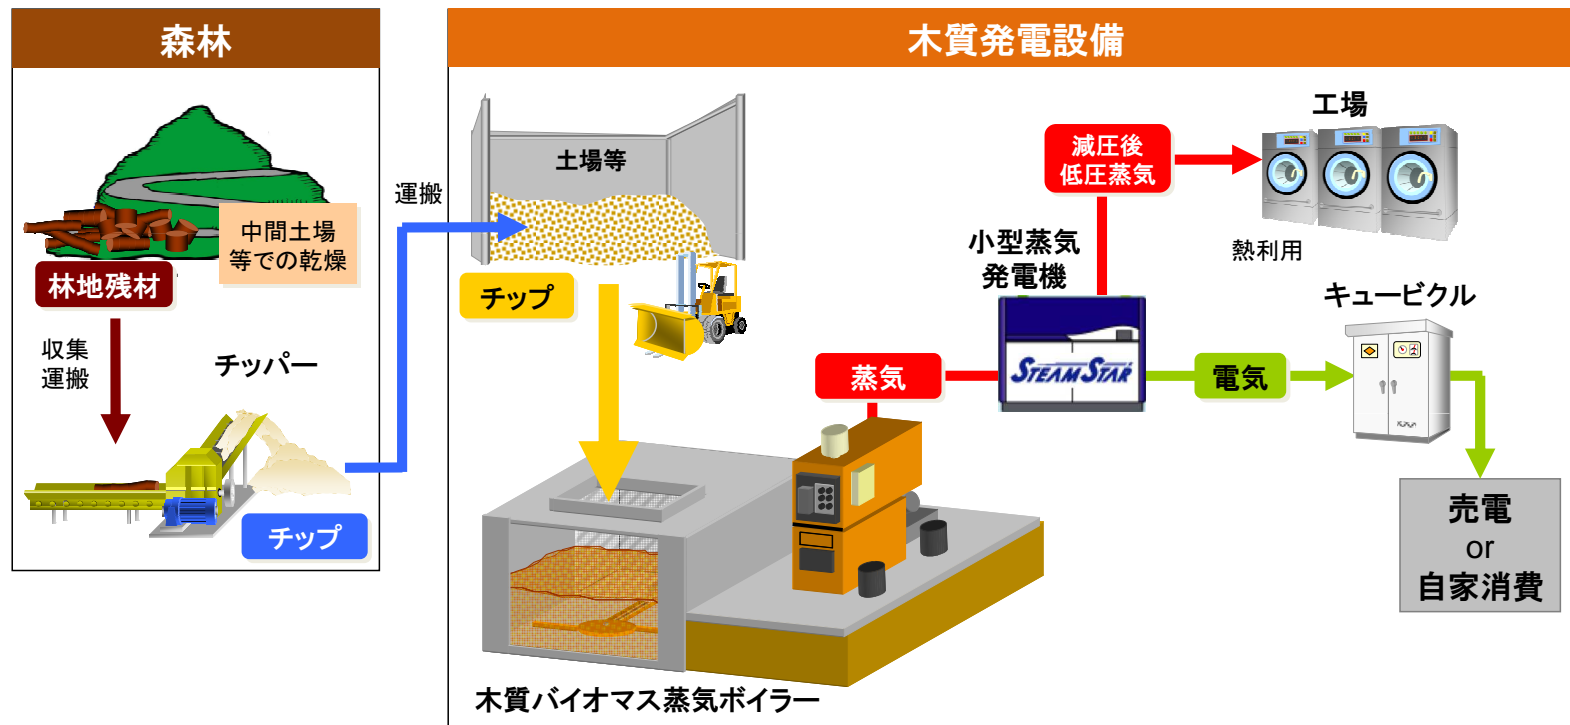 森林
中間土場
等での乾燥
林地残材
収集
運搬
チッパー
チップ
運搬
木質発電設備
土場等
チップ
木質バイオマス蒸気ボイラー
蒸気
小型蒸気
発電機
STEAM STAR
減圧後
低圧蒸気
工場
熱利用
電気
キュービクル
売電
or
自家消費